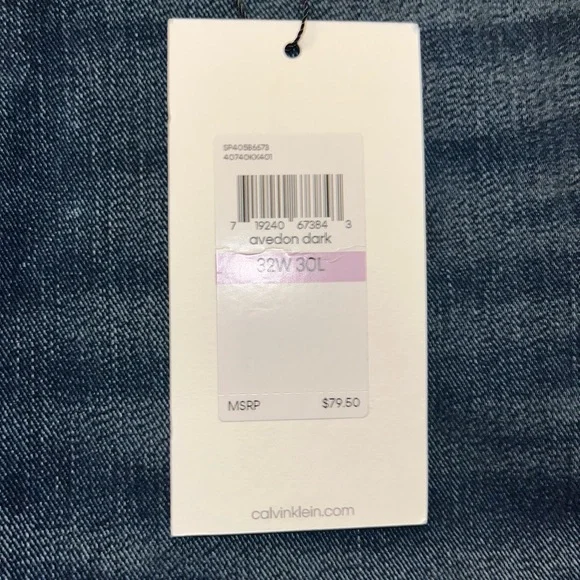 SP40586673
40740KX401
7 19240 67384 3
avedon dark
32W 30L
MSRP $79.50
calvinklein.com